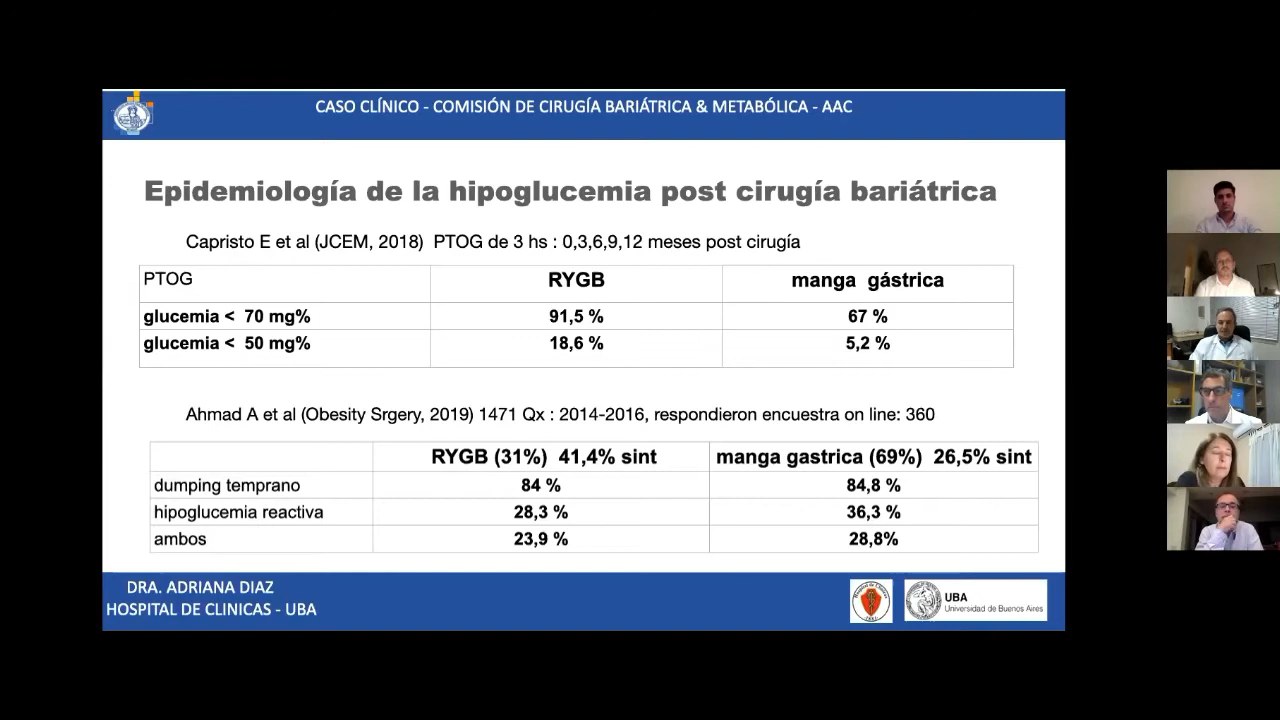 CASO CLÍNICO - COMISIÓN DE CIRUGÍA BARIÁTRICA & METABÓLICA - AAC
Epidemiología de la hipoglucemia post cirugía bariátrica
Capristo E et al (JCEM, 2018)  PTOG de 3 hs : 0,3,6,9,12 meses post cirugía
PTOG RYGB manga gástrica
glucemia < 70 mg% 91,5 % 67 %
glucemia < 50 mg% 18,6 % 5,2 %
Ahmad A et al (Obesity Srgery, 2019) 1471 Qx : 2014-2016, respondieron encuesta on line: 360
RYGB (31%) 41,4% sint manga gastrica (69%) 26,5% sint
dumping temprano 84 % 84,8 %
hipoglucemia reactiva 28,3 % 36,3 %
ambos 23,9 % 28,8%
DRA. ADRIANA DIAZ
HOSPITAL DE CLINICAS - UBA
UBA
Universidad de Buenos Aires